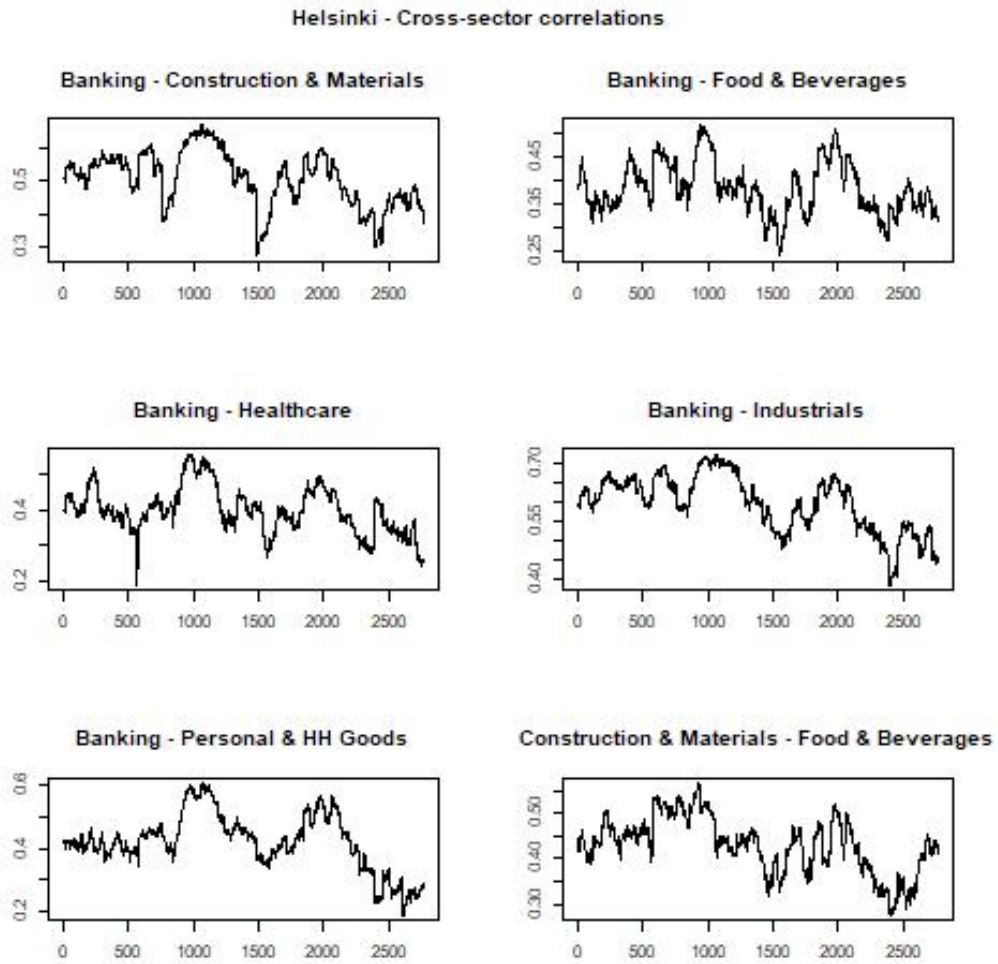 Helsinki - Cross-sector correlations
Banking - Construction & Materials
0.5
0.3
0 500 1000 1500 2000 2500
Banking - Food & Beverages
0.45
0.35
0.25
0 500 1000 1500 2000 2500
Banking - Healthcare
0.4
0.2
0 500 1000 1500 2000 2500
Banking - Industrials
0.70
0.55
0.40
0 500 1000 1500 2000 2500
Banking - Personal & HH Goods
0.6
0.4
0.2
0 500 1000 1500 2000 2500
Construction & Materials - Food & Beverages
0.50
0.40
0.30
0 500 1000 1500 2000 2500